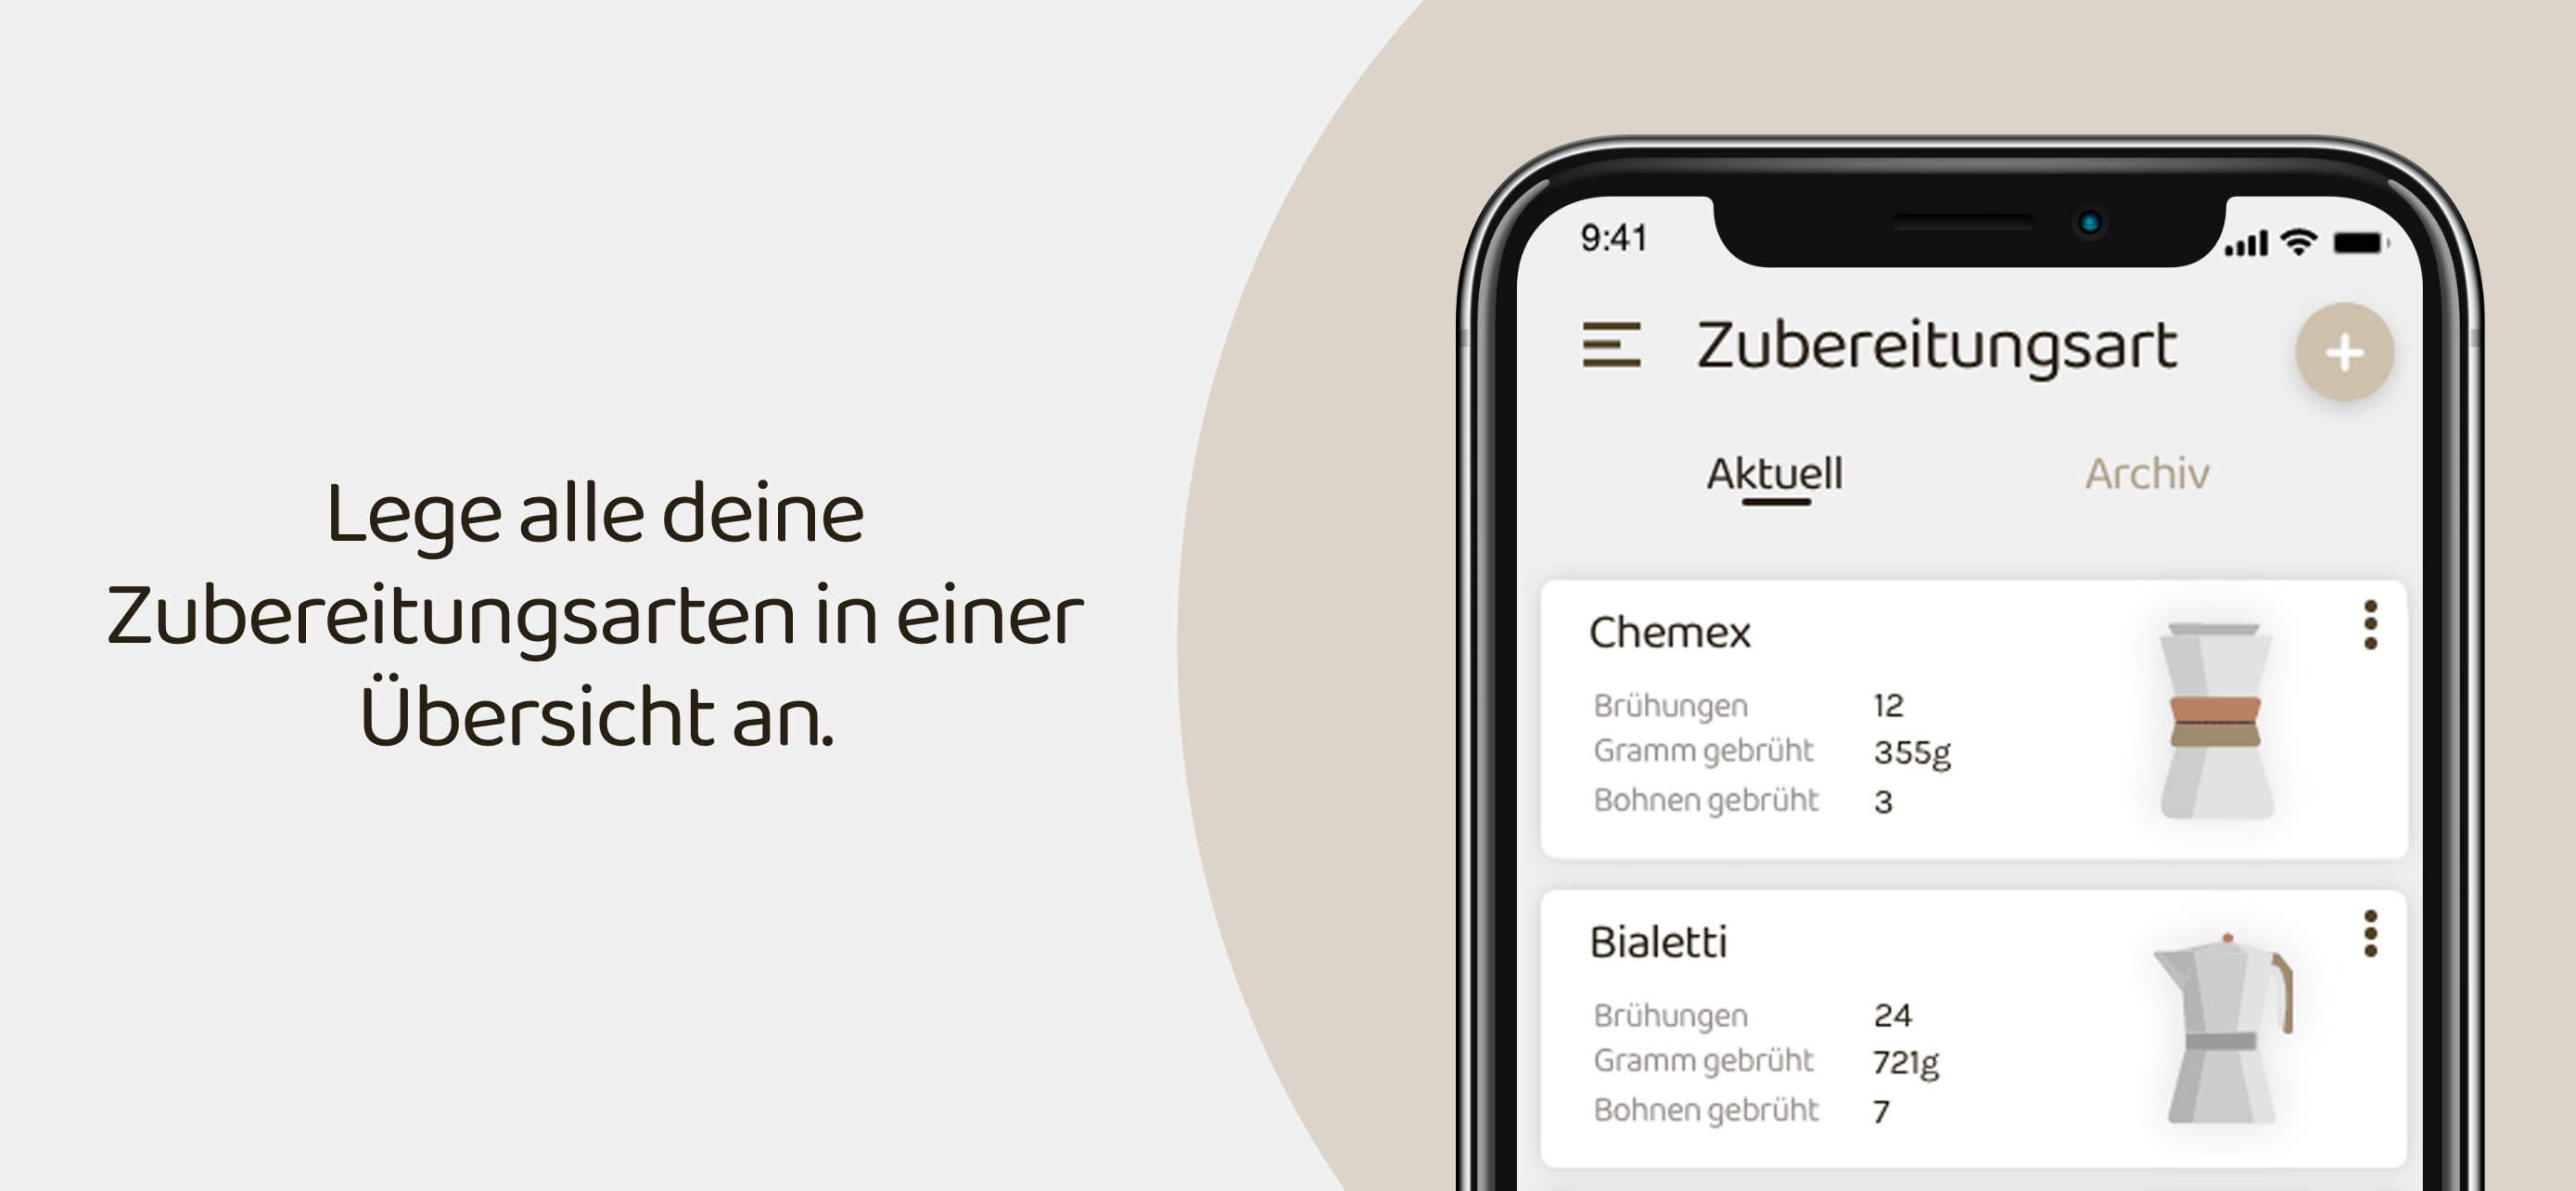 Lege alle deine
Zubereitungsarten in einer
Übersicht an.
9:41
Zubereitungsart
Aktuell Archiv
Chemex
Brühungen 12
Gramm gebrüht 355g
Bohnen gebrüht 3
Bialetti
Brühungen 24
Gramm gebrüht 721g
Bohnen gebrüht 7